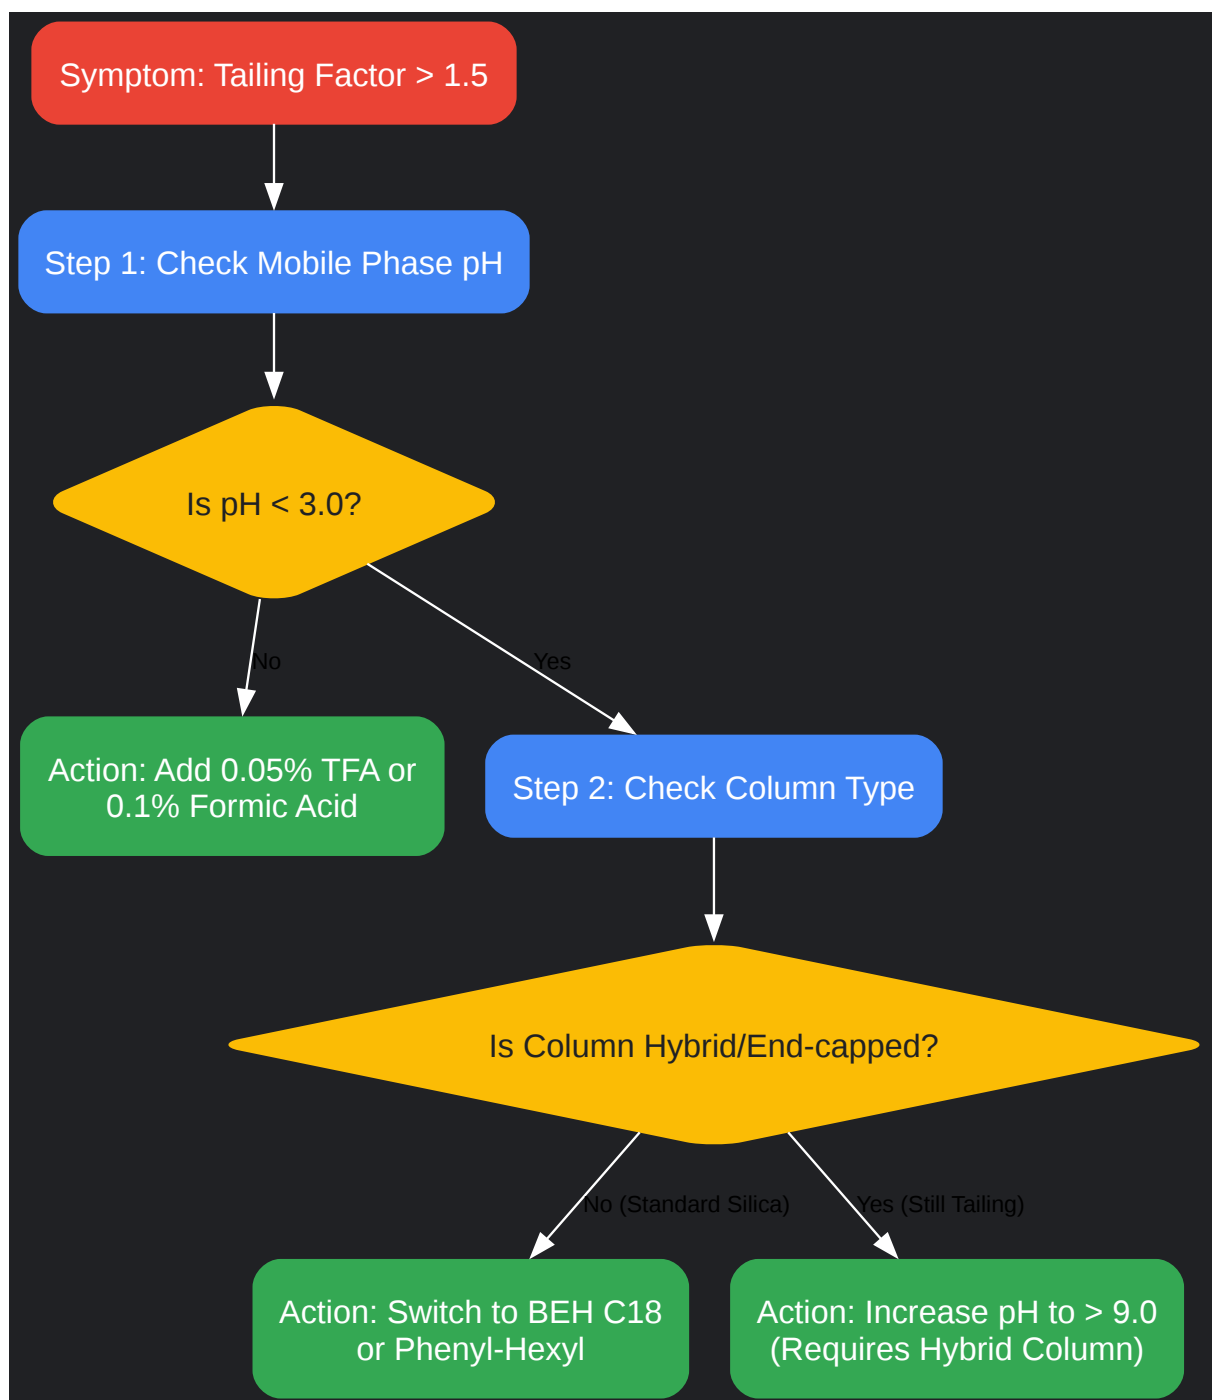 Symptom: Tailing Factor > 1.5
Step 1: Check Mobile Phase pH
Is pH < 3.0?
No
Yes
Action: Add 0.05% TFA or
0.1% Formic Acid
Step 2: Check Column Type
Is Column Hybrid/End-capped?
No (Standard Silica)
Yes (Still Tailing)
Action: Switch to BEH C18
or Phenyl-Hexyl
Action: Increase pH to > 9.0
(Requires Hybrid Column)